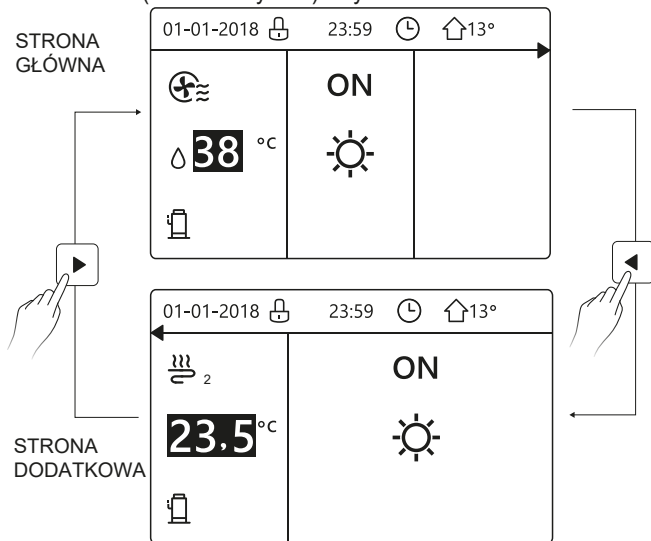 STRONA
GŁÓWNA
01-01-2018 23:59 13°
ON
38 °C
01-01-2018 23:59 13°
2
ON
23,5 °C
STRONA
DODATKOWA